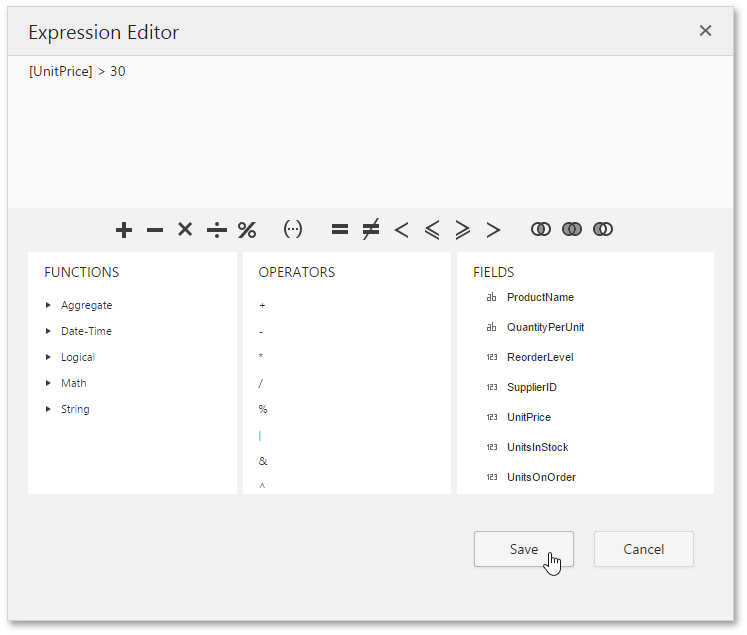 Expression Editor
[UnitPrice] > 30
+ − × ÷ % (···) = ≠ < ≤ ≥ >
FUNCTIONS
Aggregate
Date-Time
Logical
Math
String
OPERATORS
+
-
*
/
%
|
&
^
FIELDS
ab ProductName
ab QuantityPerUnit
123 ReorderLevel
123 SupplierID
123 UnitPrice
123 UnitsInStock
123 UnitsOnOrder
Save Cancel